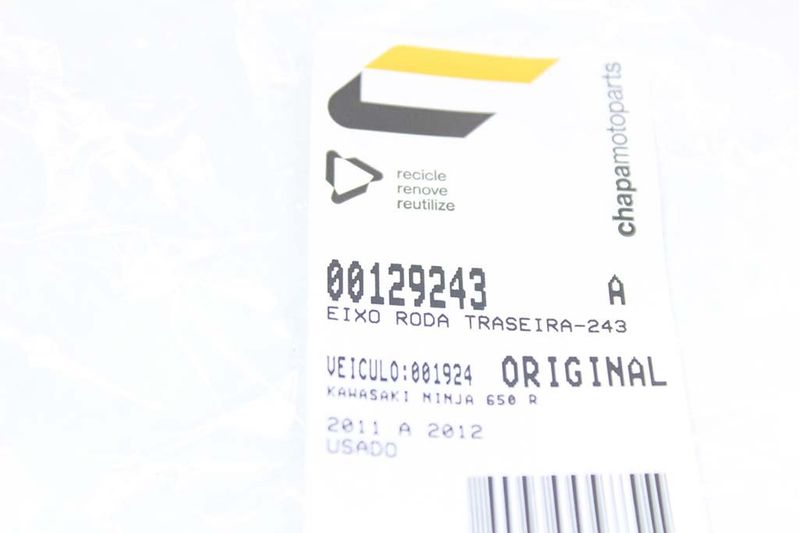 recicle
renove
reutilize
chapamotoparts
00129243 A
EIXO RODA TRASEIRA-243
VEICULO:001924 ORIGINAL
KAWASAKI NINJA 650 R
2011 A 2012
USADO